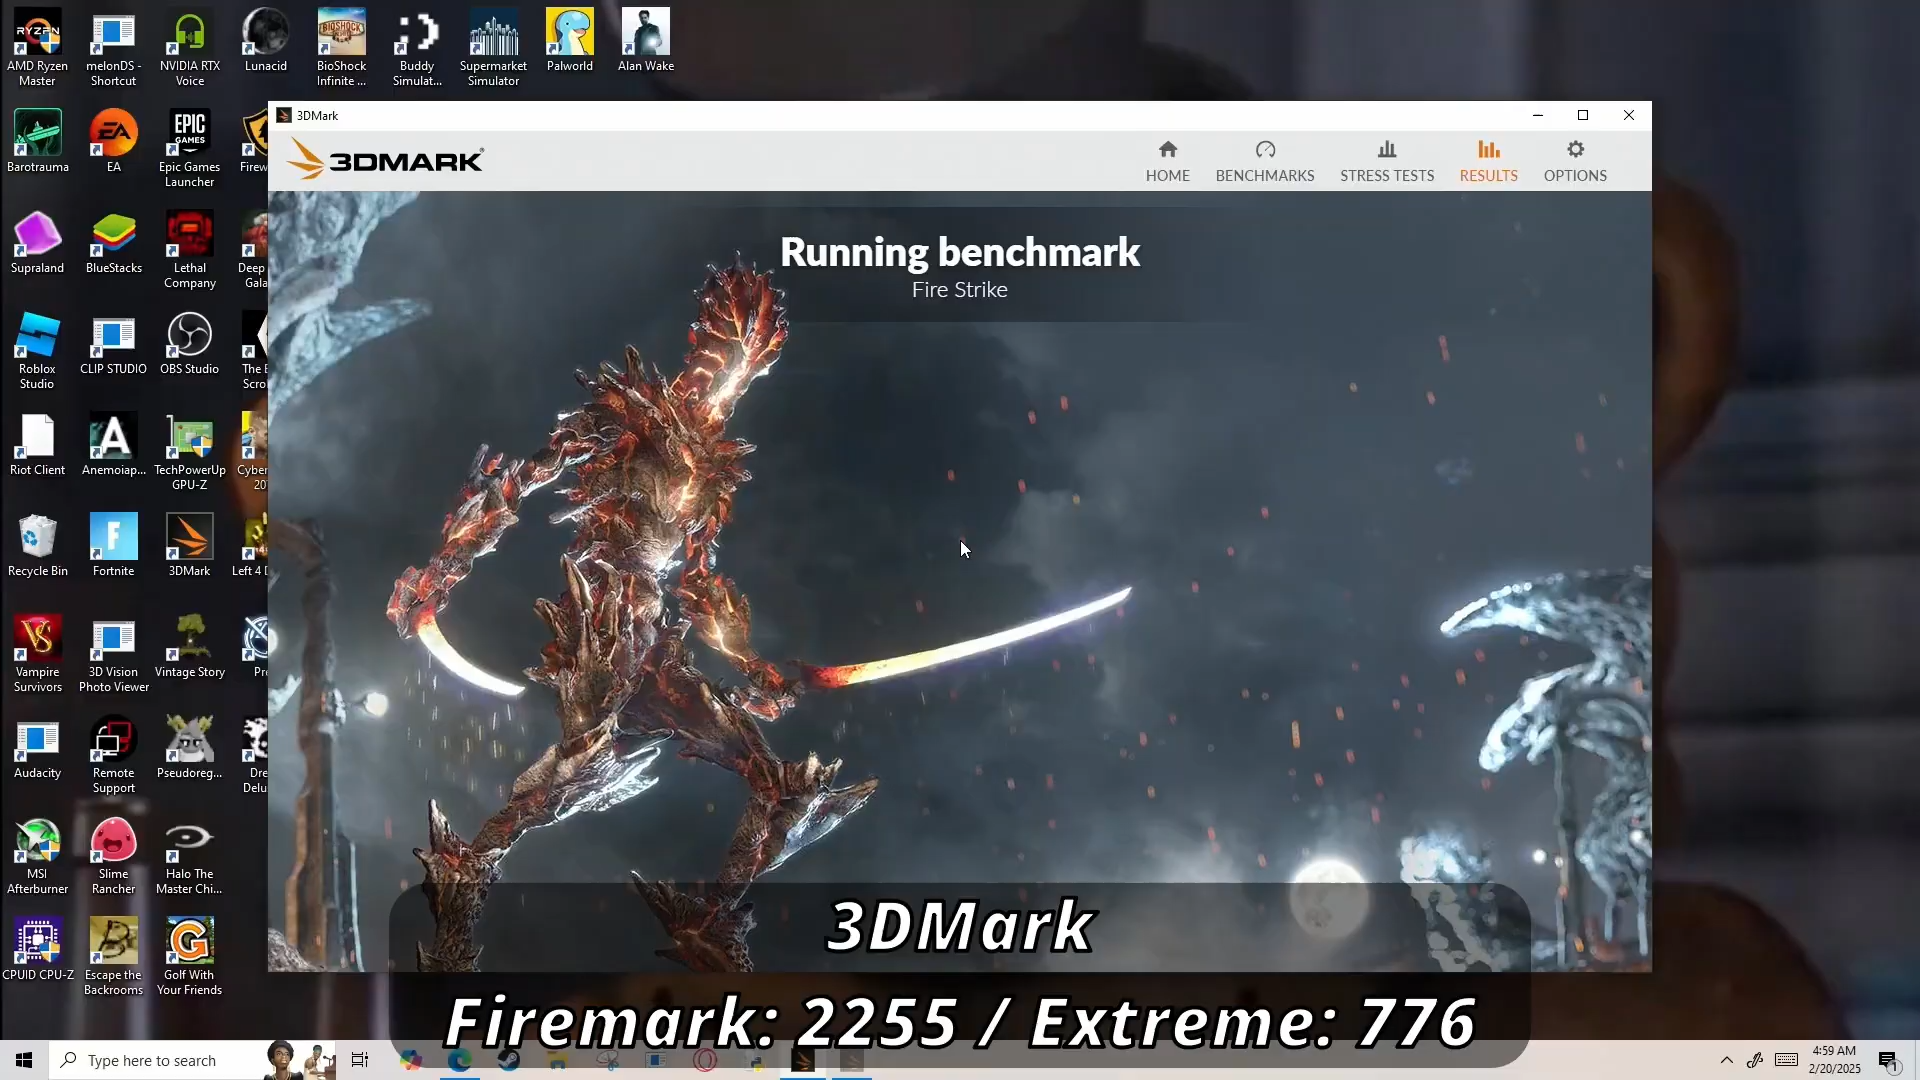 AMD Ryzen Master
melonDS - Shortcut
NVIDIA RTX Voice
Lunacid
BioShock Infinite ...
Buddy Simulat...
Supermarket Simulator
Palworld
Alan Wake
3DMark
3DMARK
HOME
BENCHMARKS
STRESS TESTS
RESULTS
OPTIONS
Running benchmark
Fire Strike
Barotrauma
EA
Epic Games Launcher
Supraland
BlueStacks
Lethal Company
Deep
Roblox Studio
CLIP STUDIO
OBS Studio
Riot Client
Anemoiap...
TechPowerUp GPU-Z
Recycle Bin
Fortnite
3DMark
Left 4
Vampire Survivors
3D Vision Photo Viewer
Vintage Story
Audacity
Remote Support
Pseudoreg...
MSI Afterburner
Slime Rancher
Halo The Master Chi...
CPUID CPU-Z
Escape the Backrooms
Golf With Your Friends
3DMark
Firemark: 2255 / Extreme: 776
Type here to search
4:59 AM
2/20/2025